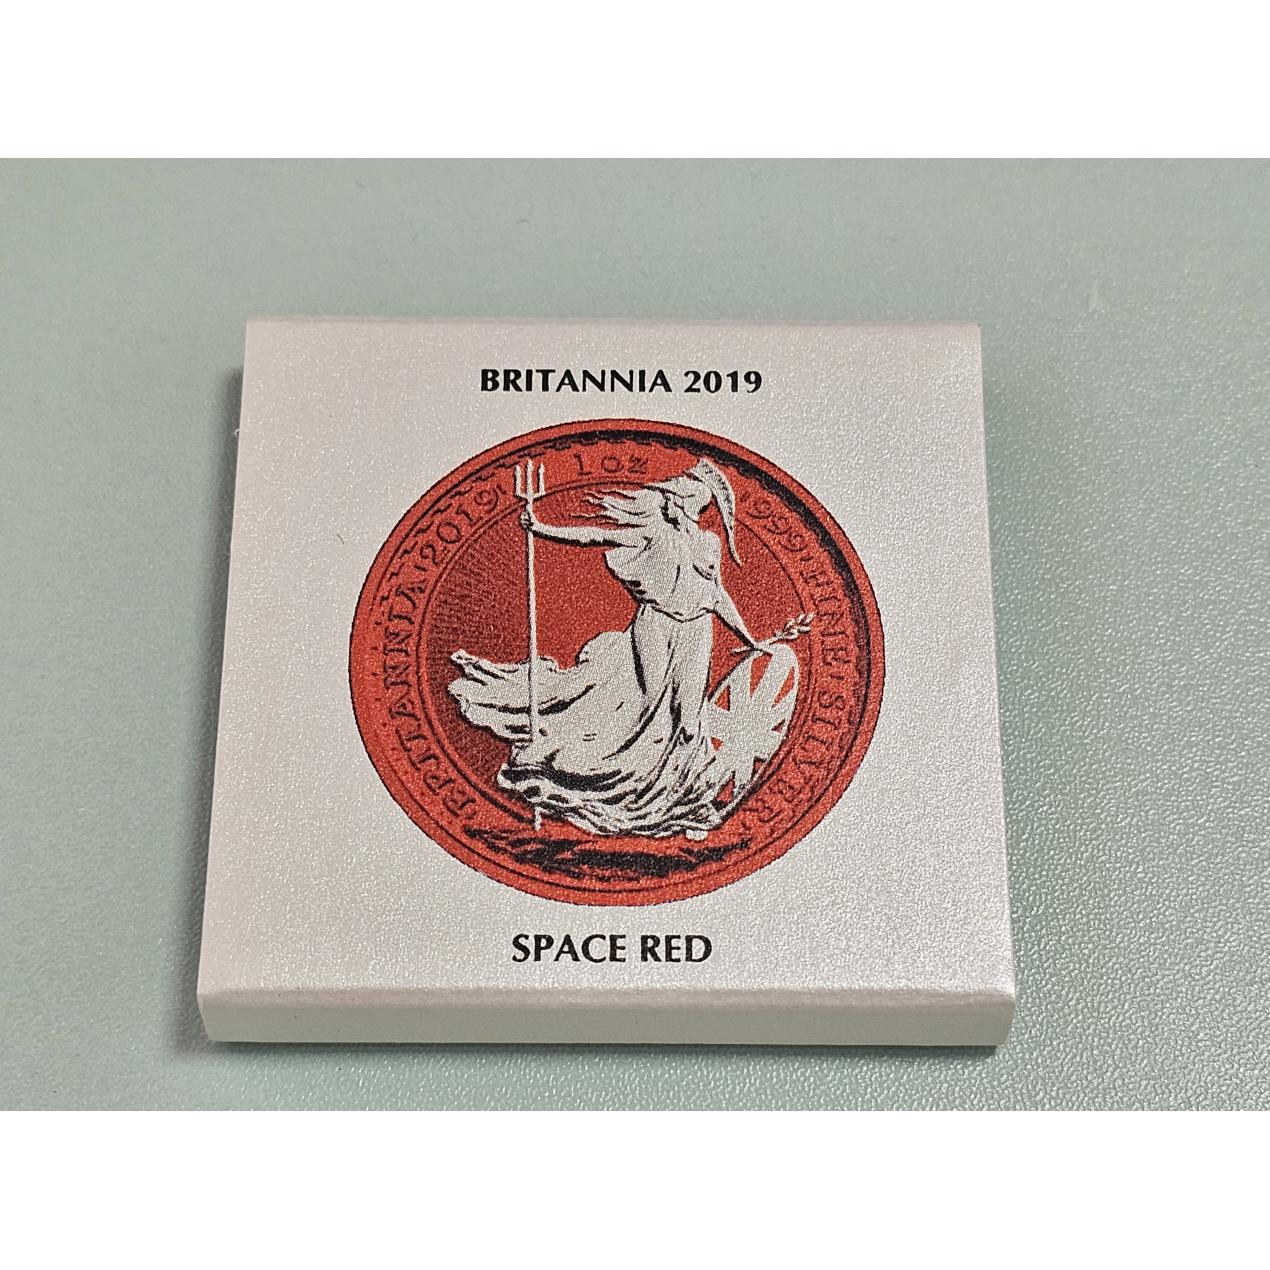 BRITANNIA 2019
BRITANNIA 2019 1 OZ 999 FINE SILVER
SPACE RED